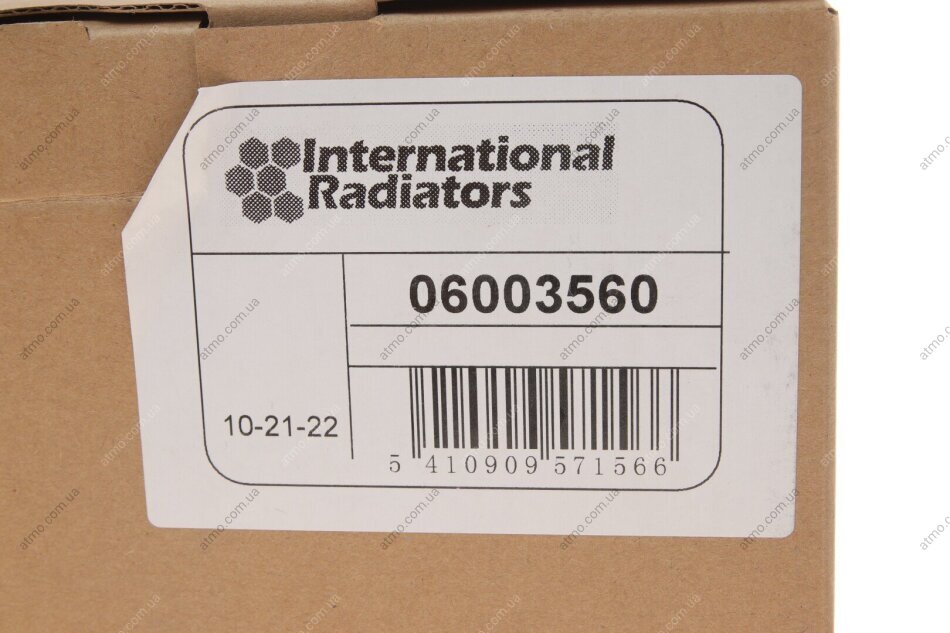 International
Radiators
06003560
10-21-22
5 410909 571566
atmo.com.ua